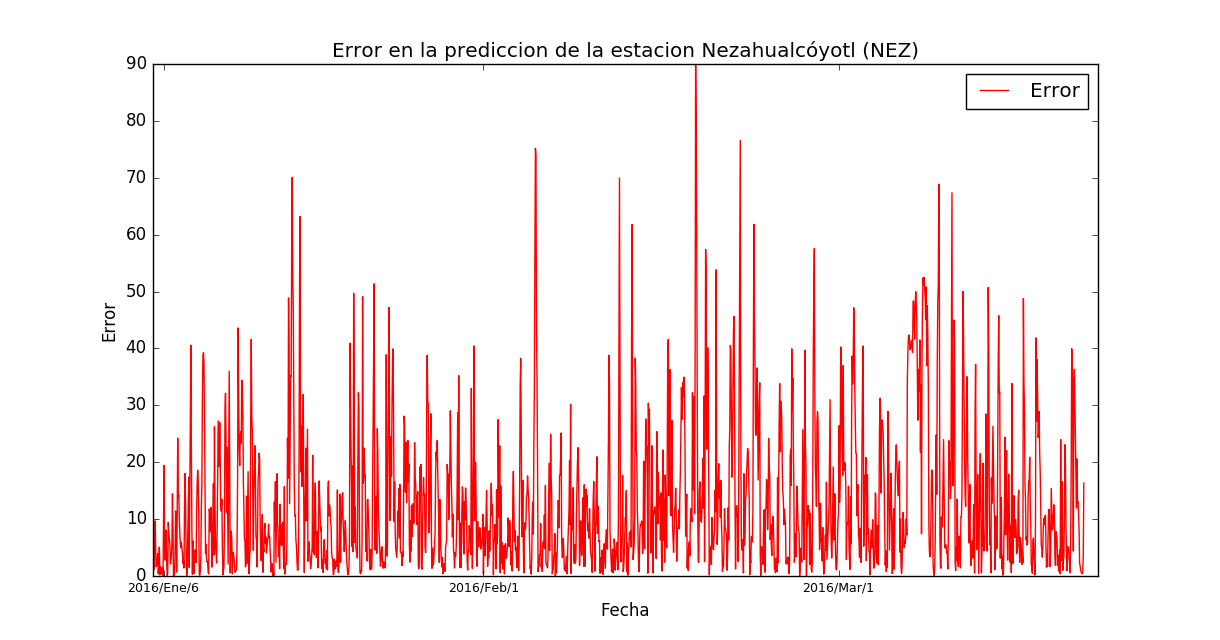 Error en la prediccion de la estacion Nezahualcóyotl (NEZ)
Error
90
80
70
60
50
40
30
20
10
0
Error
2016/Ene/6
2016/Feb/1
2016/Mar/1
Fecha